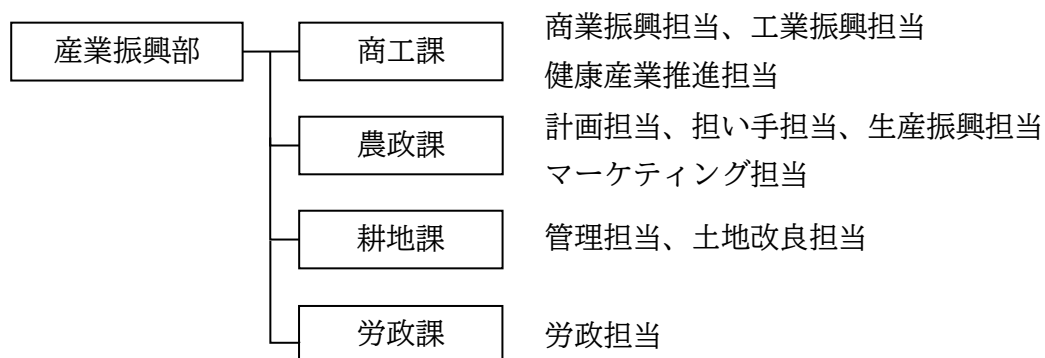 産業振興部
商工課
商業振興担当、工業振興担当
健康産業推進担当
農政課
計画担当、担い手担当、生産振興担当
マーケティング担当
耕地課
管理担当、土地改良担当
労政課
労政担当